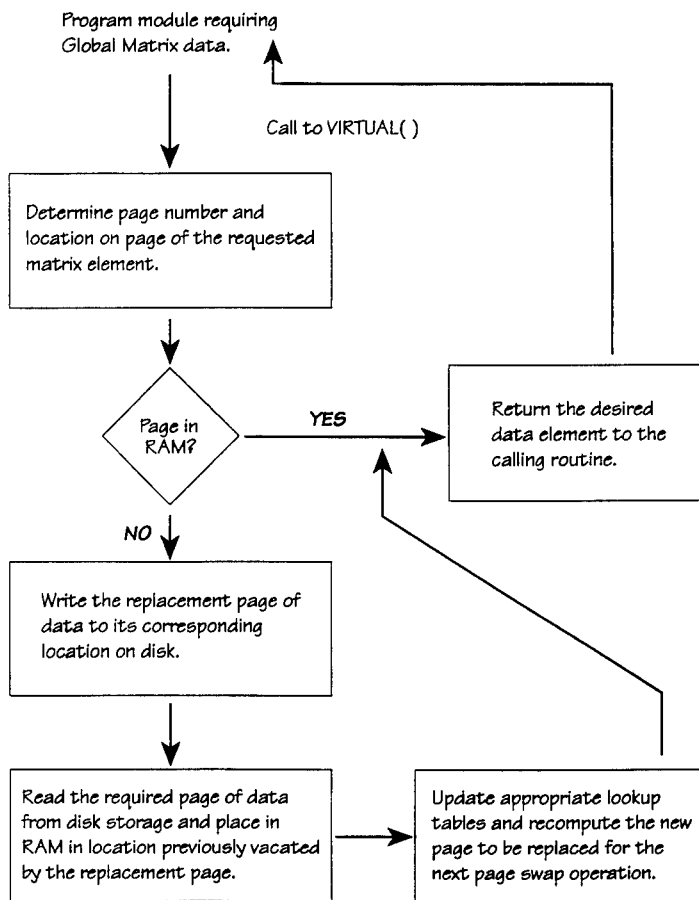 Program module requiring
Global Matrix data.
Call to VIRTUAL( )
Determine page number and
location on page of the requested
matrix element.
Page in
RAM?
YES
Return the desired
data element to the
calling routine.
NO
Write the replacement page of
data to its corresponding
location on disk.
Read the required page of data
from disk storage and place in
RAM in location previously vacated
by the replacement page.
Update appropriate lookup
tables and recompute the new
page to be replaced for the
next page swap operation.